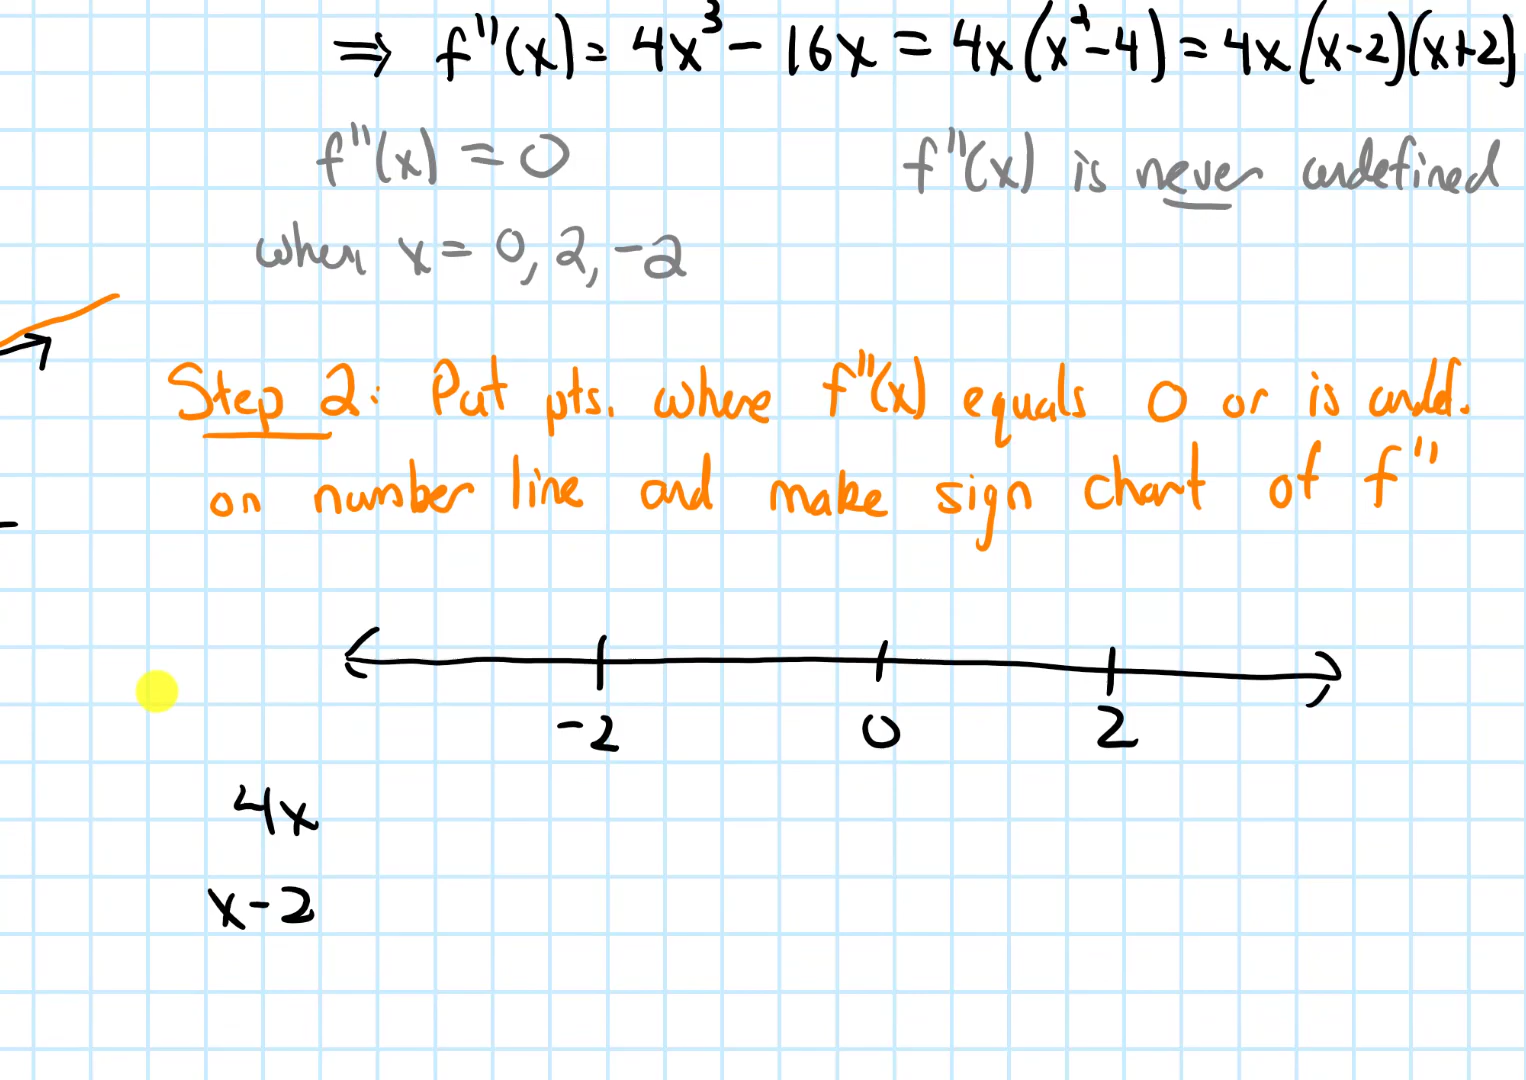 ⇒ f''(x) = 4x³ - 16x = 4x(x²-4) = 4x(x-2)(x+2)
f''(x) = 0
f''(x) is never undefined
when x = 0, 2, -2
Step 2: Put pts. where f''(x) equals 0 or is undd.
on number line and make sign chart of f''
-2 0 2
4x
x-2